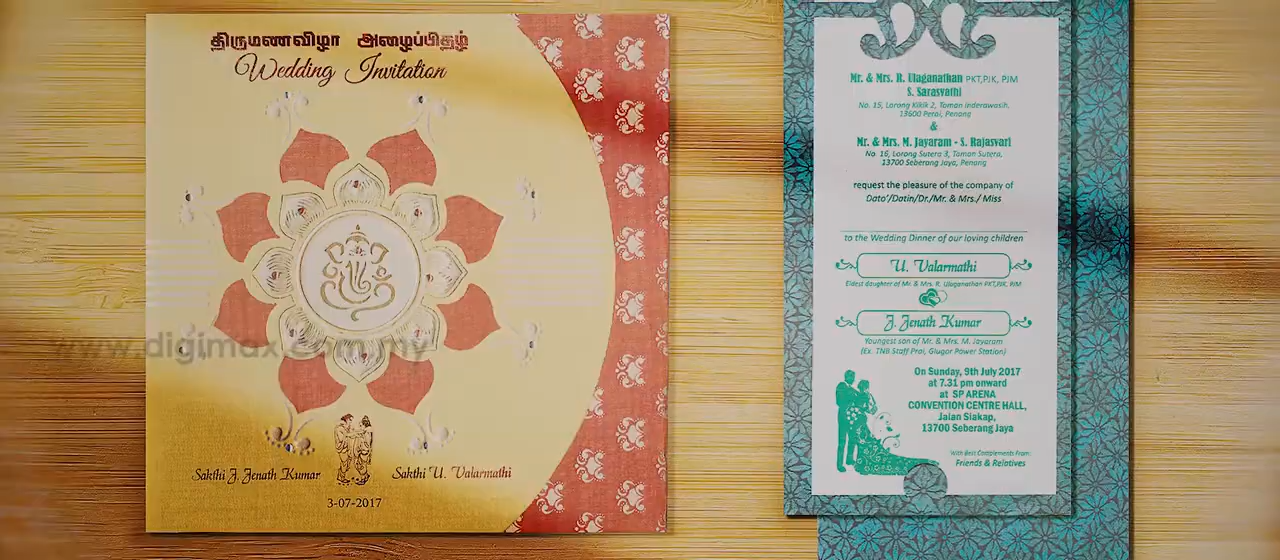 திருமணவிழா அழைப்பிதழ்
Wedding Invitation
Sakthi J. Jenath Kumar
Sakthi U. Valarmathi
3-07-2017
www.digimax.com.my
Mr. & Mrs. R. Ulaganathan PKT,PJK, PJM
S. Sarasvathi
No. 15, Lorong Kikik 2, Taman Inderawasih,
13600 Perai, Penang
&
Mr. & Mrs. M. Jayaram - S. Rajasvari
No. 16, Lorong Sutera 3, Taman Sutera,
13700 Seberang Jaya, Penang
request the pleasure of the company of
Dato'/Datin/Dr./Mr. & Mrs./ Miss
to the Wedding Dinner of our loving children
U. Valarmathi
Eldest daughter of Mr. & Mrs. R. Ulaganathan PKT,PJK, PJM
J. Jenath Kumar
Youngest son of Mr. & Mrs. M. Jayaram
(Ex. TNB Staff Prai, Glugor Power Station)
On Sunday, 9th July 2017
at 7.31 pm onward
at SP ARENA
CONVENTION CENTRE HALL,
Jalan Siakap,
13700 Seberang Jaya
With Best Complements From:
Friends & Relatives